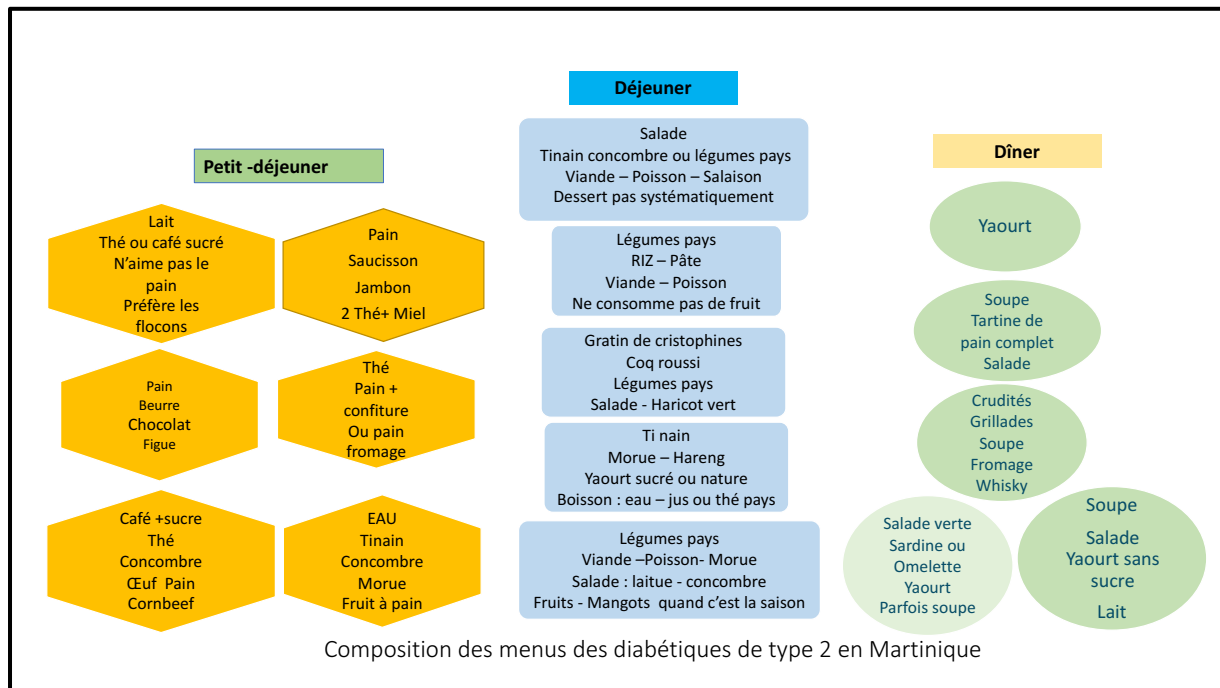 Petit -déjeuner
Lait
Thé ou café sucré
N’aime pas le
pain
Préfère les
flocons
Pain
Saucisson
Jambon
2 Thé+ Miel
Pain
Beurre
Chocolat
Figue
Thé
Pain +
confiture
Ou pain
fromage
Café +sucre
Thé
Concombre
Œuf Pain
Cornbeef
EAU
Tinain
Concombre
Morue
Fruit à pain
Déjeuner
Salade
Tinain concombre ou légumes pays
Viande – Poisson – Salaison
Dessert pas systématiquement
Légumes pays
RIZ – Pâte
Viande – Poisson
Ne consomme pas de fruit
Gratin de cristophines
Coq roussi
Légumes pays
Salade - Haricot vert
Ti nain
Morue – Hareng
Yaourt sucré ou nature
Boisson : eau – jus ou thé pays
Légumes pays
Viande –Poisson- Morue
Salade : laitue - concombre
Fruits - Mangots quand c’est la saison
Dîner
Yaourt
Soupe
Tartine de
pain complet
Salade
Crudités
Grillades
Soupe
Fromage
Whisky
Salade verte
Sardine ou
Omelette
Yaourt
Parfois soupe
Soupe
Salade
Yaourt sans
sucre
Lait
Composition des menus des diabétiques de type 2 en Martinique